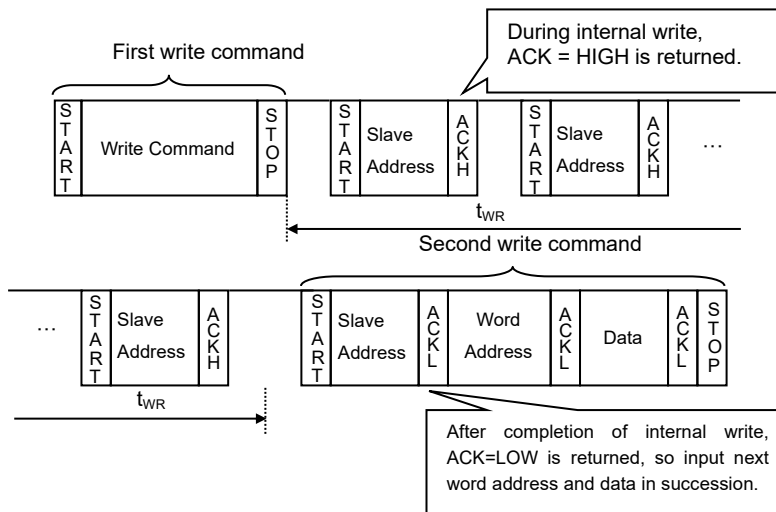 First write command
During internal write,
ACK = HIGH is returned.
START
Write Command
STOP
START
Slave
Address
ACKH
START
Slave
Address
ACKH
…
tWR
Second write command
…
START
Slave
Address
ACKH
START
Slave
Address
ACKL
Word
Address
ACKL
Data
ACKL
STOP
tWR
After completion of internal write,
ACK=LOW is returned, so input next
word address and data in succession.